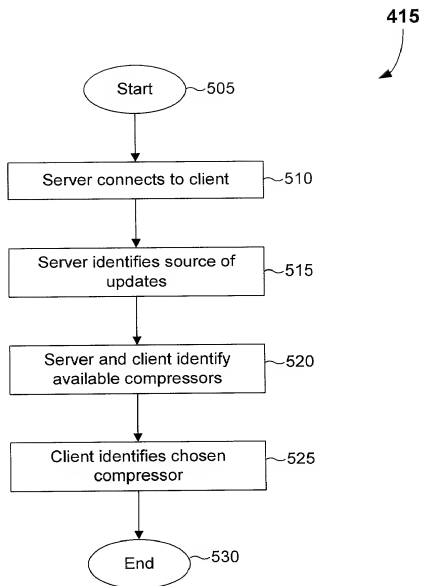 415
Start
505
Server connects to client
510
Server identifies source of
updates
515
Server and client identify
available compressors
520
Client identifies chosen
compressor
525
End
530